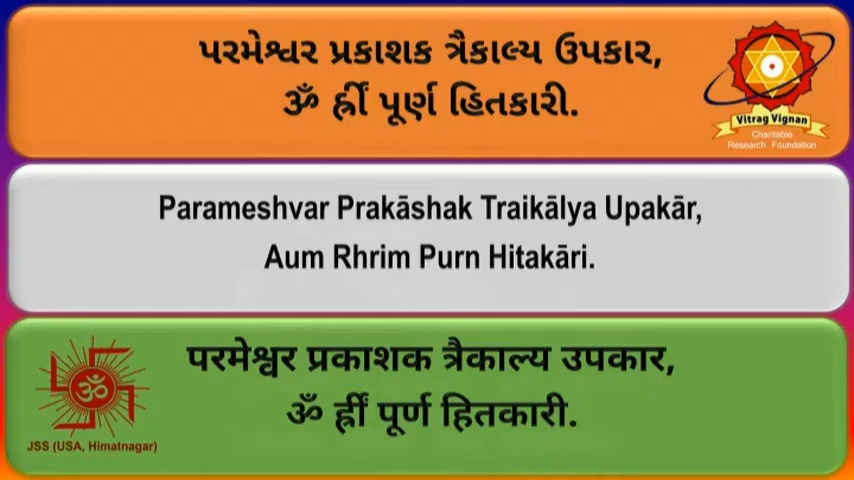 પરમેશ્વર પ્રકાશક ત્રૈકાલ્ય ઉપકાર,
ૐ હ્રીં પૂર્ણ હિતકારી.
Vitrag Vignan
Charitable
Research Foundation
Parameshvar Prakāshak Traikālya Upakār,
Aum Rhrim Purn Hitakāri.
परमेश्वर प्रकाशक त्रैकाल्य उपकार,
ॐ ह्रीं पूर्ण हितकारी.
ॐ
JSS (USA, Himatnagar)